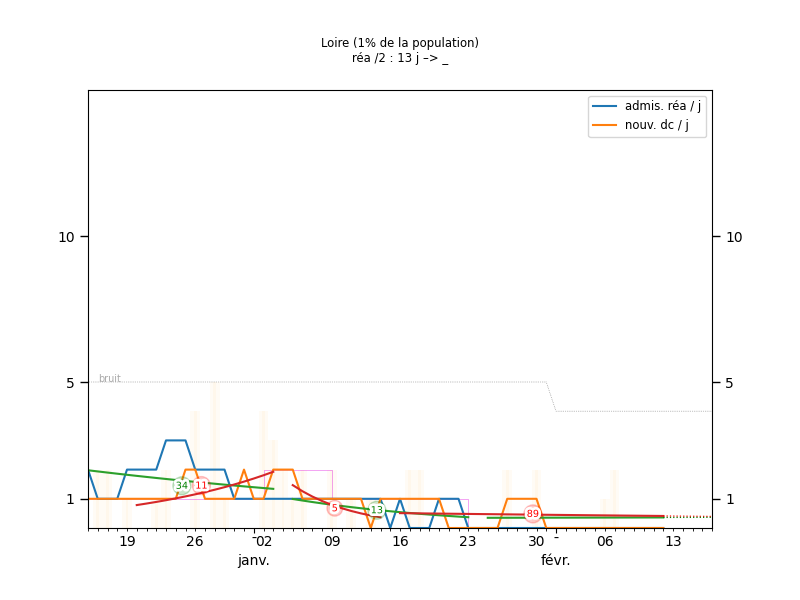 Loire (1% de la population)
réa /2 : 13 j –> _
admis. réa / j
nouv. dc / j
10
10
bruit
5
5
34
11
5
13
89
1
1
19
26
02
09
16
23
30
06
13
janv.
févr.